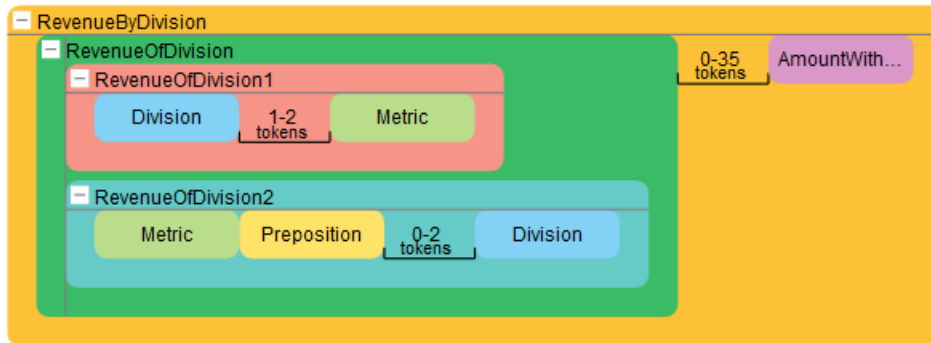 RevenueByDivision
RevenueOfDivision
0-35 tokens
AmountWith...
RevenueOfDivision1
Division
1-2 tokens
Metric
RevenueOfDivision2
Metric
Preposition
0-2 tokens
Division